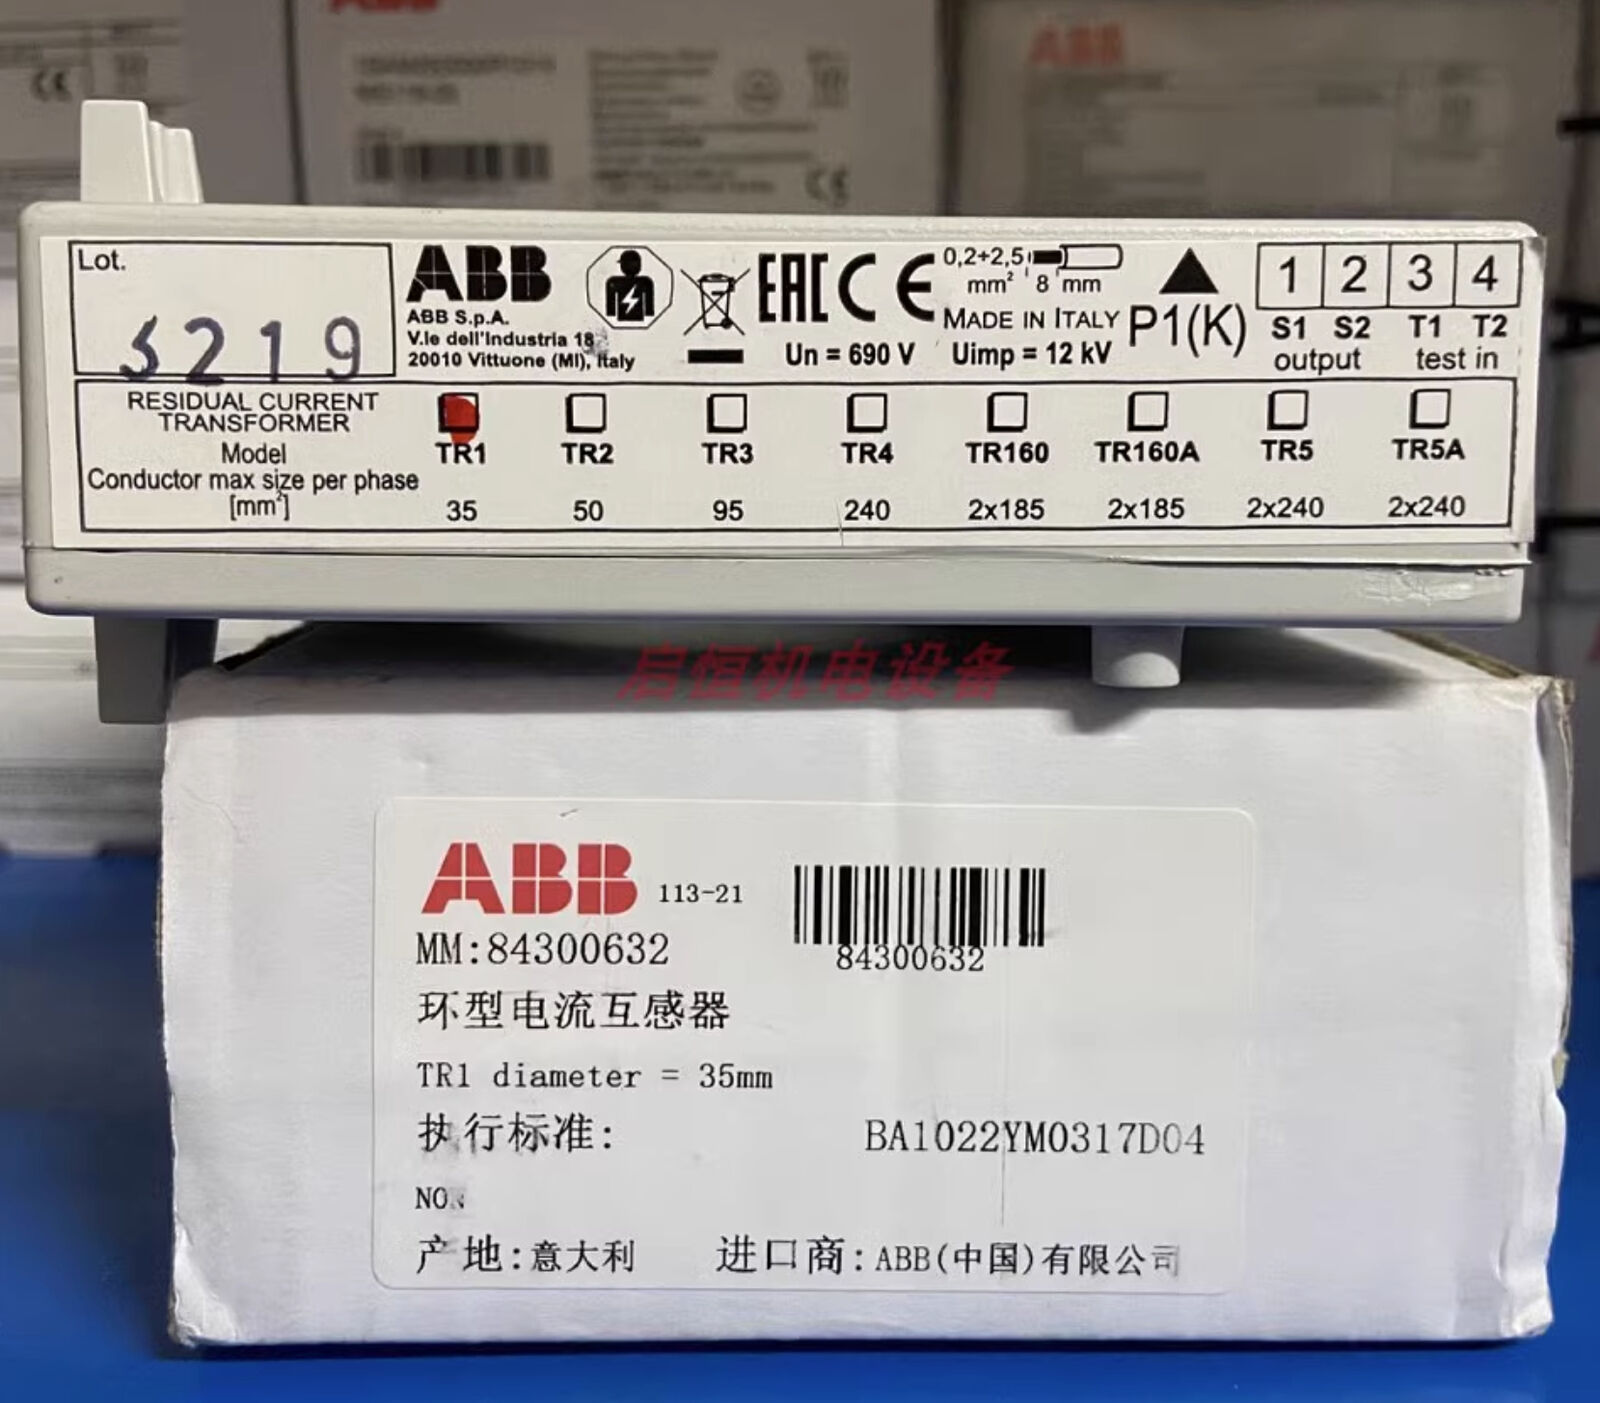 ABB
ABB
CE
CE
Lot.
5219
ABB
ABB S.p.A.
V.le dell'Industria 18
20010 Vittuone (MI), Italy
EAC CE
0,2÷2,5
mm² 8 mm
MADE IN ITALY
Un = 690 V Uimp = 12 kV
P1(K)
1 2 3 4
S1 S2 T1 T2
output test in
RESIDUAL CURRENT
TRANSFORMER
Model TR1 TR2 TR3 TR4 TR160 TR160A TR5 TR5A
Conductor max size per phase
[mm²] 35 50 95 240 2x185 2x185 2x240 2x240
启恒机电设备
ABB 113-21
MM:84300632
84300632
环型电流互感器
TR1 diameter = 35mm
执行标准: BA1022YM0317D04
产地:意大利 进口商:ABB(中国)有限公司